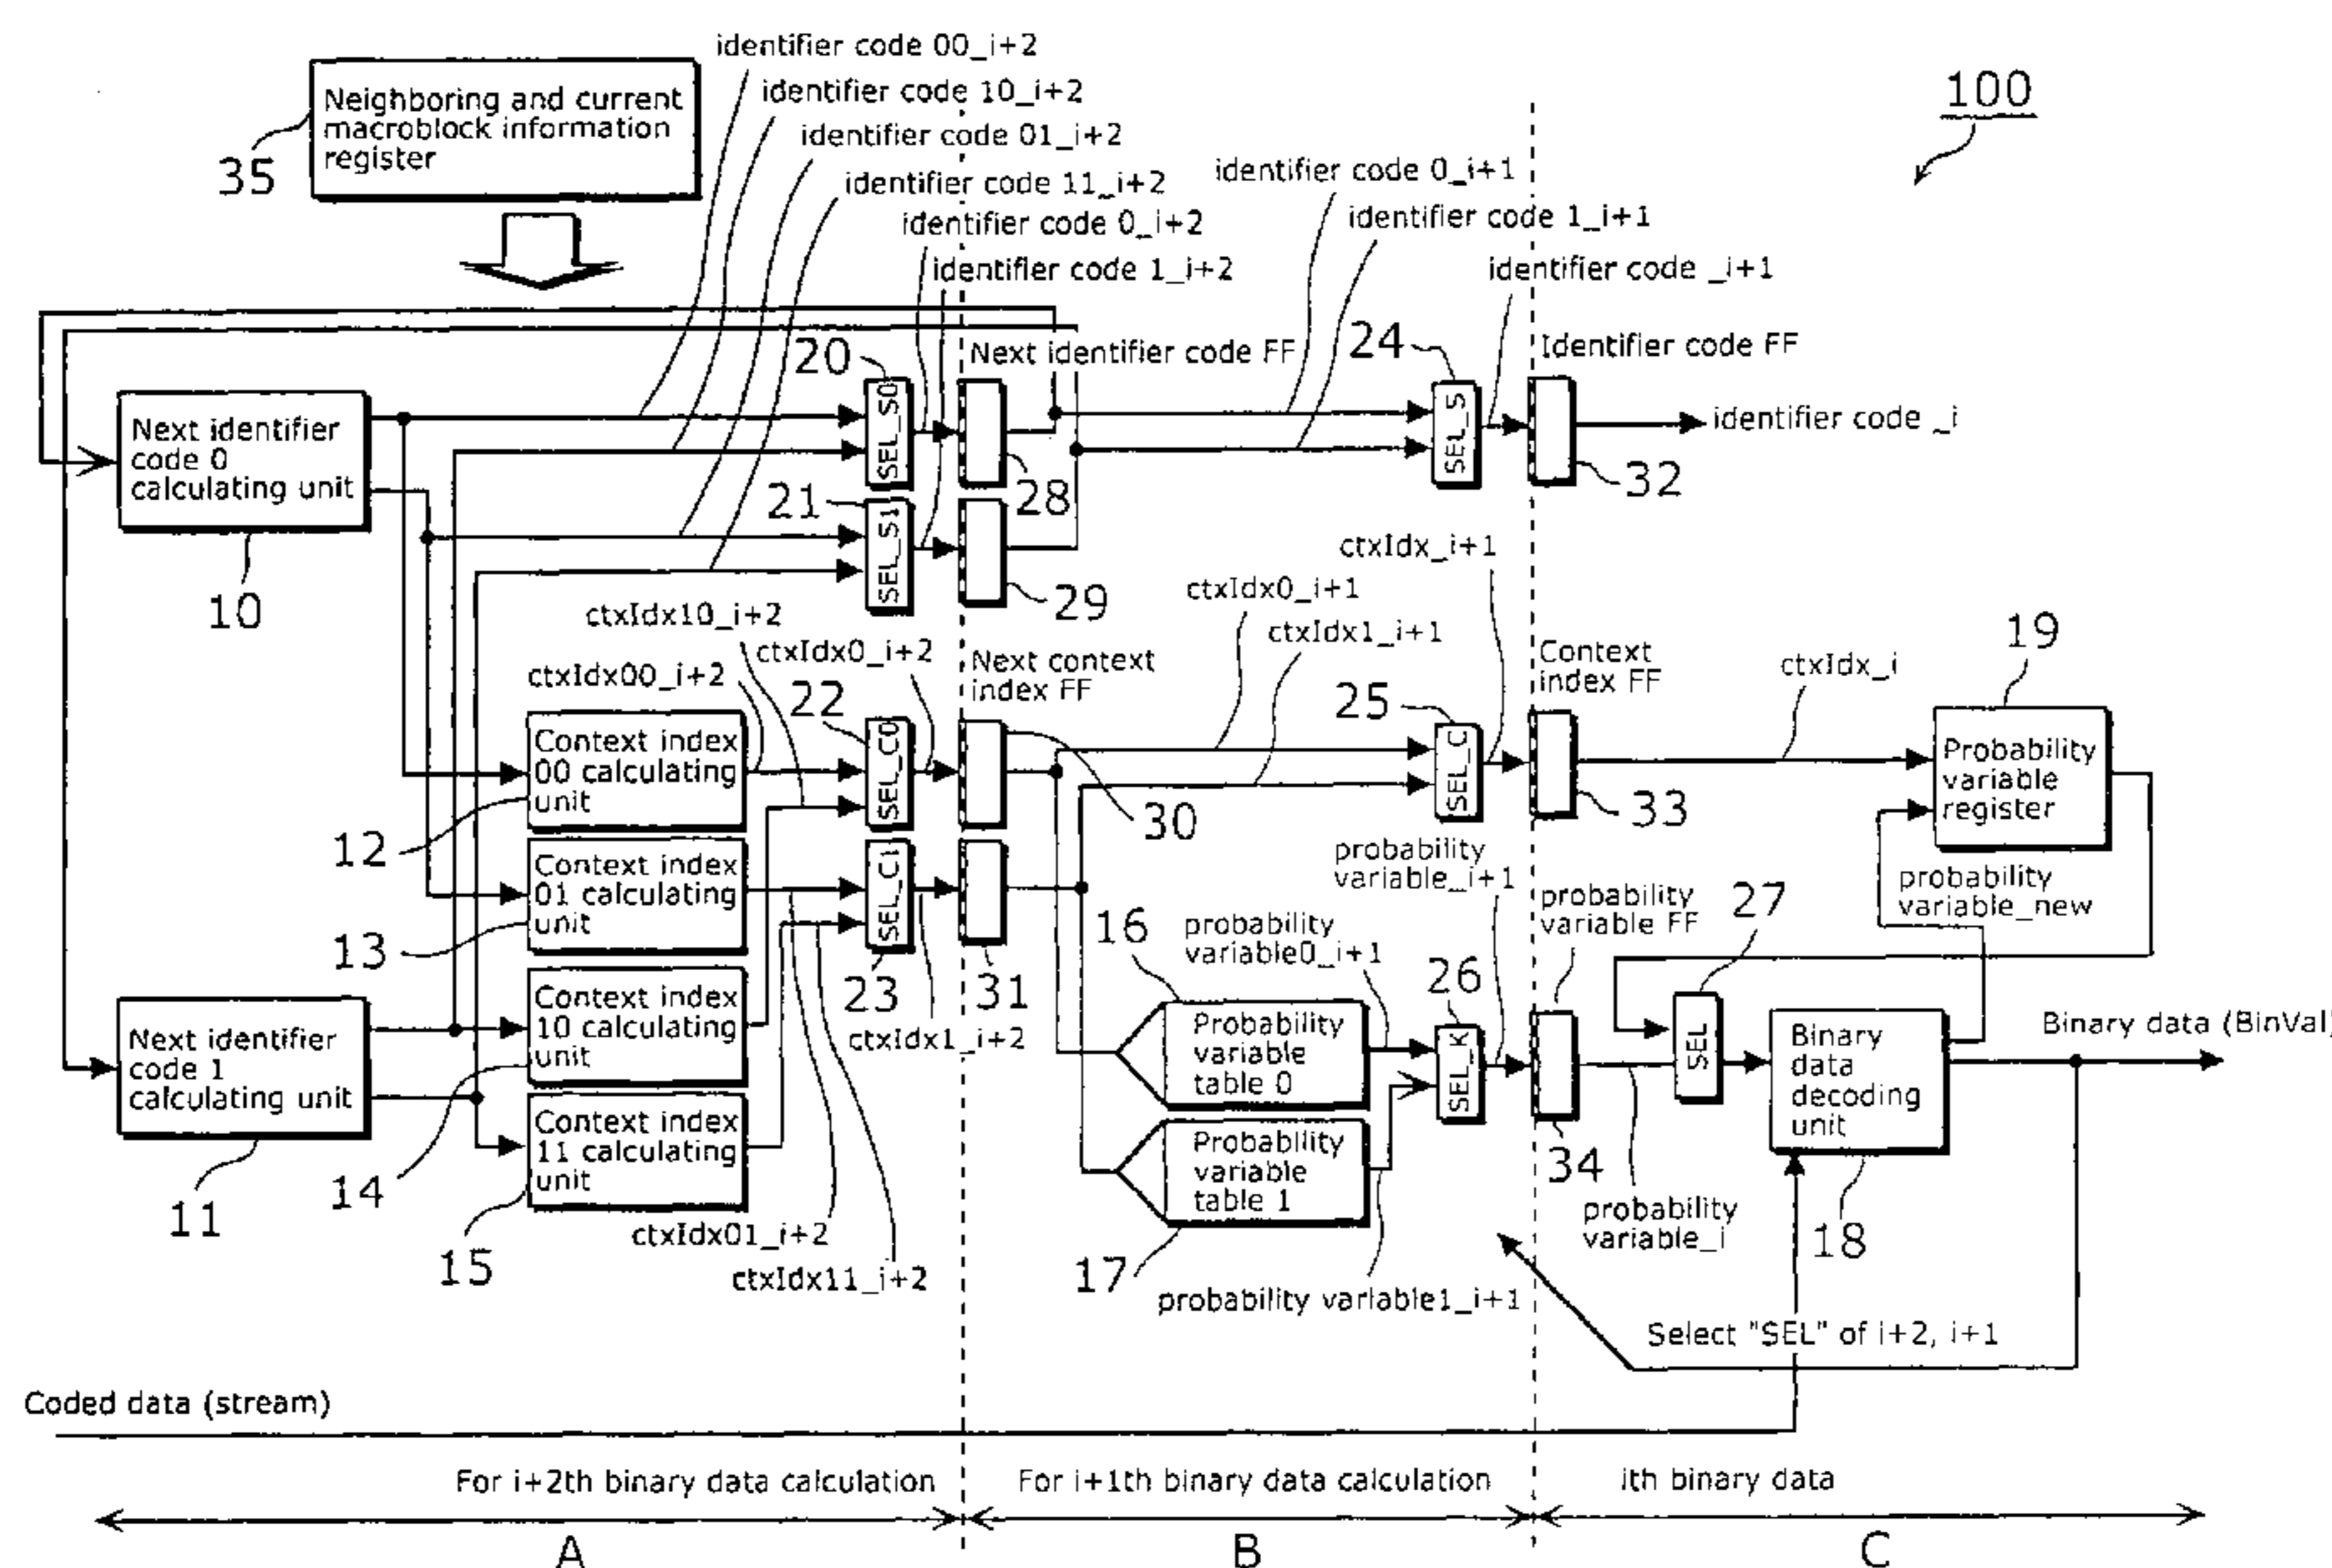 identifier code 00_i+2
Neighboring and current
macroblock information
register
35
identifier code 10_i+2
identifier code 01_i+2
identifier code 11_i+2
identifier code 0_i+2
identifier code 1_i+2
identifier code 0_i+1
identifier code 1_i+1
identifier code _i+1
100
20
Next identifier code FF
24
Identifier code FF
Next identifier
code 0
calculating unit
10
SEL_S0
28
SEL_S
32
identifier code _i
21
SEL_S1
29
ctxIdx10_i+2
ctxIdx0_i+2
ctxIdx00_i+2
22
Next context
index FF
ctxIdx0_i+1
ctxIdx1_i+1
ctxIdx_i+1
25
Context
index FF
ctxIdx_i
19
Context index
00 calculating
unit
12
SEL_C0
30
SEL_C
33
Probability
variable
register
Context index
01 calculating
unit
13
SEL_C1
23
31
ctxIdx1_i+2
probability
variable_i+1
16
probability
variable0_i+1
26
probability
variable FF
27
probability
variable_new
Next identifier
code 1
calculating unit
11
Context index
10 calculating
unit
14
Context index
11 calculating
unit
15
ctxIdx01_i+2
ctxIdx11_i+2
Probability
variable
table 0
SEL_K
34
SEL
Binary
data
decoding
unit
18
Binary data (BinVal)
Probability
variable
table 1
17
probability variable1_i+1
probability
variable_i
Select "SEL" of i+2, i+1
Coded data (stream)
For i+2th binary data calculation
For i+1th binary data calculation
ith binary data
A
B
C